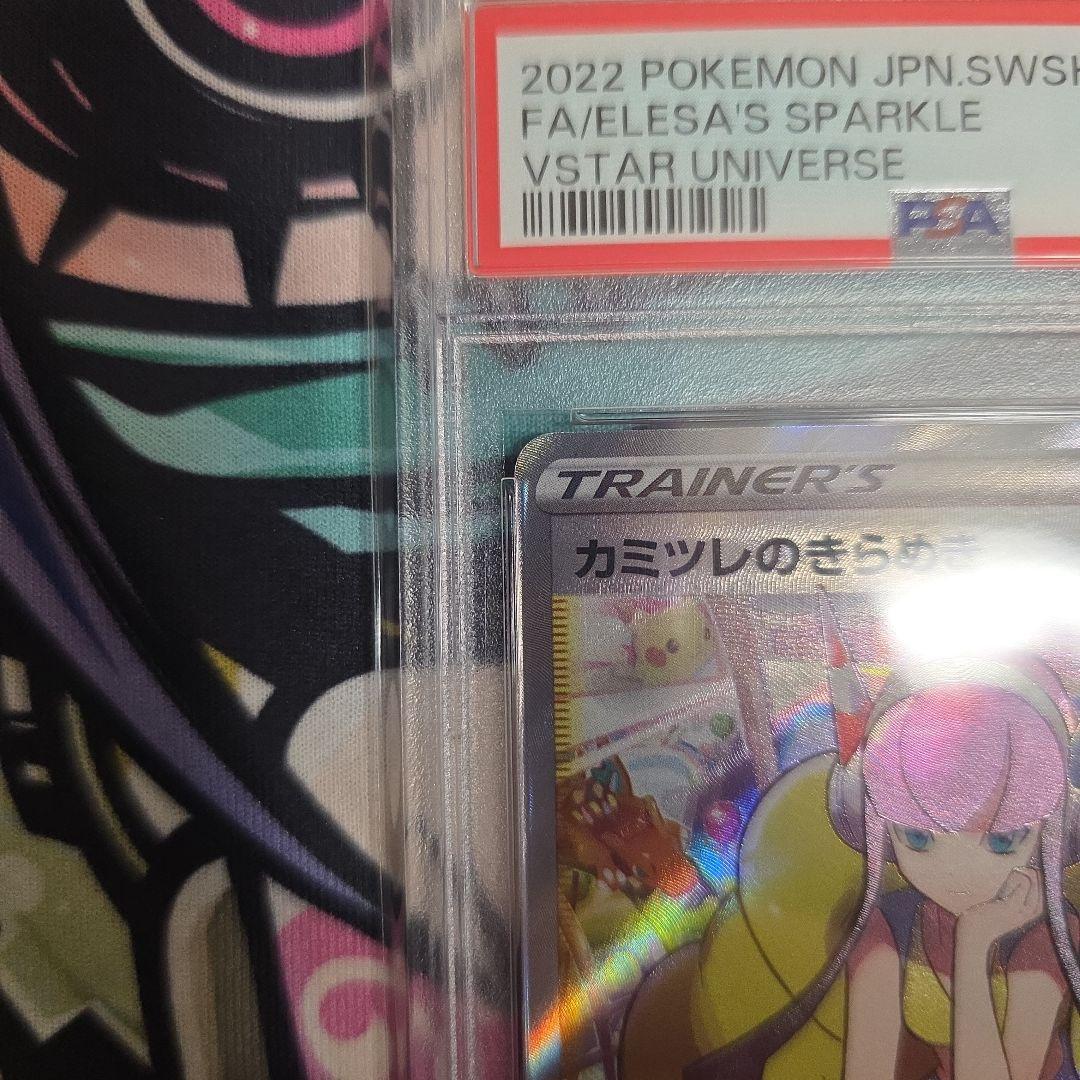 2022 POKEMON JPN.SWSH
FA/ELESA'S SPARKLE
VSTAR UNIVERSE
PSA
TRAINER'S
カミツレのきらめき